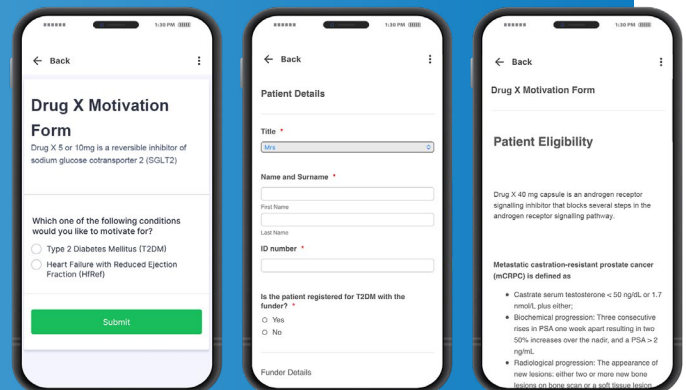 1:30 PM
Back
Drug X Motivation
Form
Drug X 5 or 10mg is a reversible inhibitor of
sodium glucose cotransporter 2 (SGLT2)
Which one of the following conditions
would you like to motivate for?
Type 2 Diabetes Mellitus (T2DM)
Heart Failure with Reduced Ejection
Fraction (HfRef)
Submit
1:30 PM
Back
Patient Details
Title *
Mrs
Name and Surname *
First Name
Last Name
ID number *
Is the patient registered for T2DM with the
funder? *
Yes
No
Funder Details
1:30 PM
Back
Drug X Motivation Form
Patient Eligibility
Drug X 40 mg capsule is an androgen receptor
signalling inhibitor that blocks several steps in the
androgen receptor signalling pathway.
Metastatic castration-resistant prostate cancer
(mCRPC) is defined as
Castrate serum testosterone < 50 ng/dL or 1.7
nmol/L plus either;
Biochemical progression: Three consecutive
rises in PSA one week apart resulting in two
50% increases over the nadir, and a PSA > 2
ng/mL
Radiological progression: The appearance of
new lesions: either two or more new bone
lesions on bone scan or a soft tissue lesion